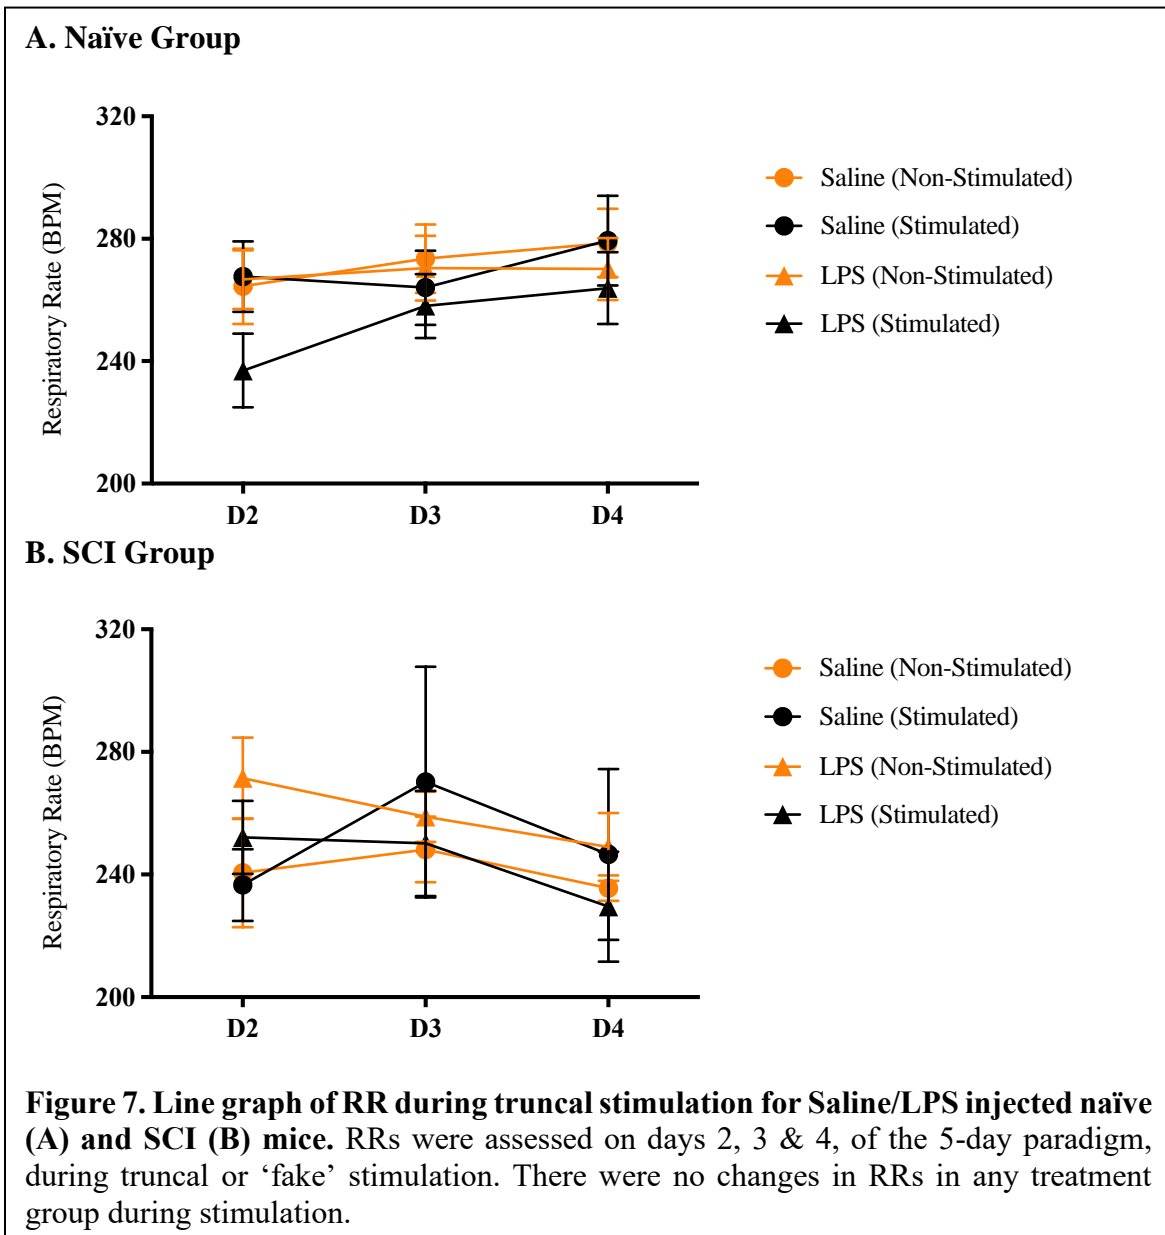 A. Naïve Group
320
280
240
200
Respiratory Rate (BPM)
D2 D3 D4
Saline (Non-Stimulated)
Saline (Stimulated)
LPS (Non-Stimulated)
LPS (Stimulated)
B. SCI Group
320
280
240
200
Respiratory Rate (BPM)
D2 D3 D4
Saline (Non-Stimulated)
Saline (Stimulated)
LPS (Non-Stimulated)
LPS (Stimulated)
Figure 7. Line graph of RR during truncal stimulation for Saline/LPS injected naïve
(A) and SCI (B) mice. RRs were assessed on days 2, 3 & 4, of the 5-day paradigm,
during truncal or ‘fake’ stimulation. There were no changes in RRs in any treatment
group during stimulation.